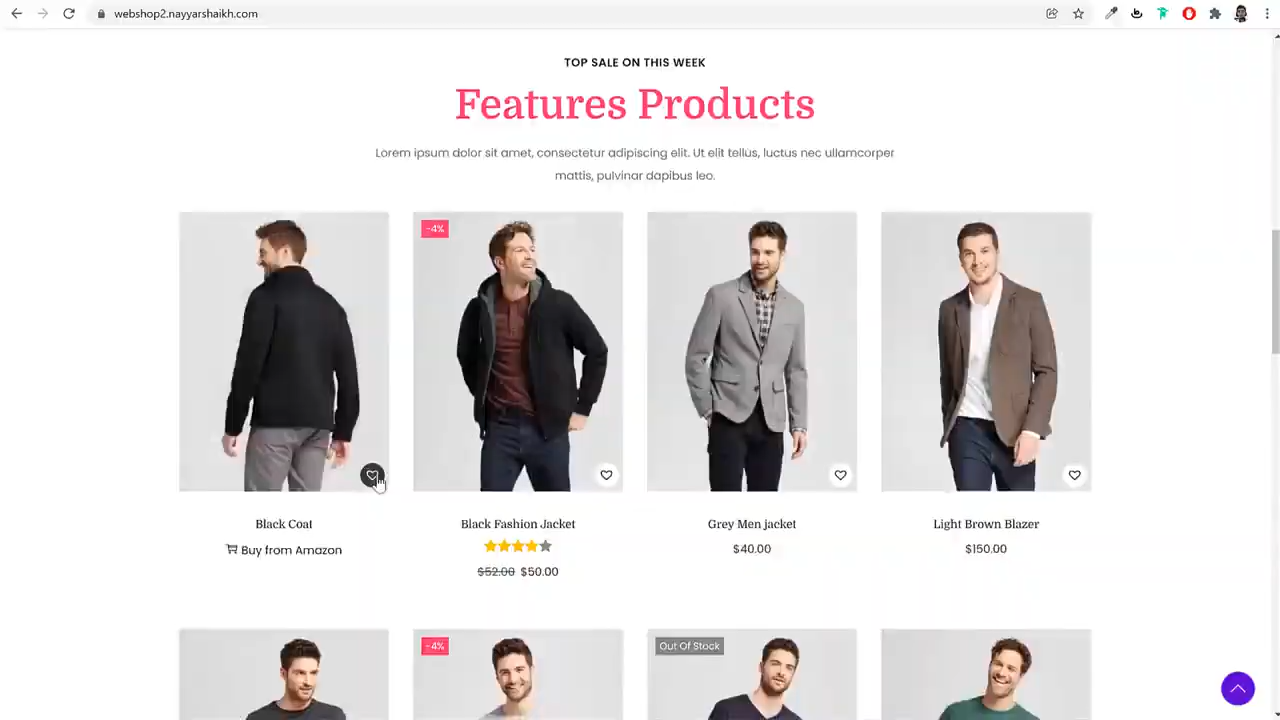 webshop2.nayyarshaikh.com
TOP SALE ON THIS WEEK
Features Products
Lorem ipsum dolor sit amet, consectetur adipiscing elit. Ut elit tellus, luctus nec ullamcorper
mattis, pulvinar dapibus leo.
-4%
Black Coat
Buy from Amazon
Black Fashion Jacket
$52.00 $50.00
Grey Men jacket
$40.00
Light Brown Blazer
$150.00
-4%
Out Of Stock